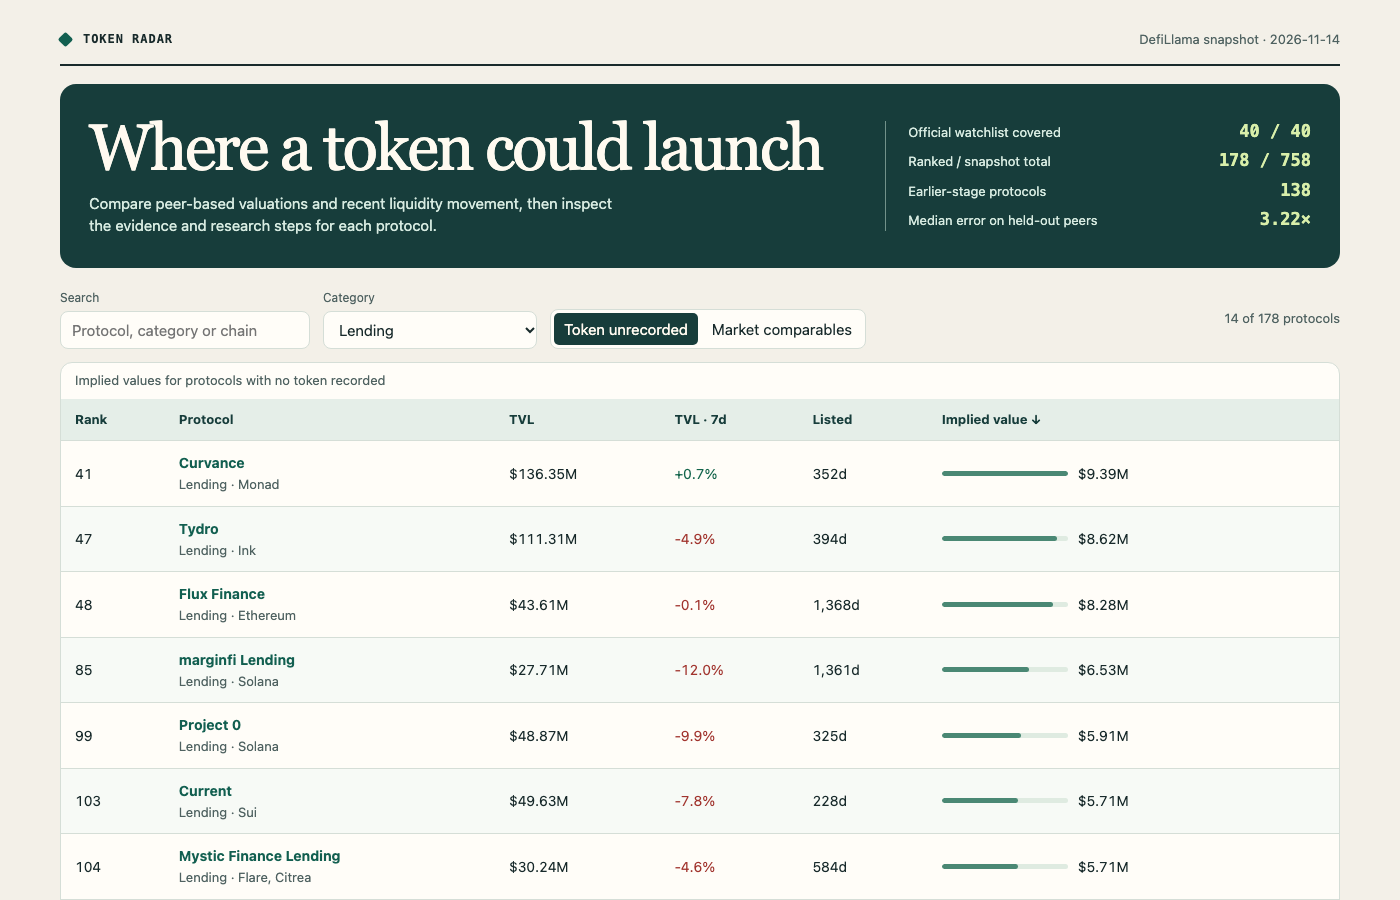 TOKEN RADAR
DefiLlama snapshot · 2026-11-14
Where a token could launch
Compare peer-based valuations and recent liquidity movement, then inspect
the evidence and research steps for each protocol.
Official watchlist covered 40 / 40
Ranked / snapshot total 178 / 758
Earlier-stage protocols 138
Median error on held-out peers 3.22×
Search
Category
Protocol, category or chain
Lending
Token unrecorded
Market comparables
14 of 178 protocols
Implied values for protocols with no token recorded
Rank Protocol TVL TVL · 7d Listed Implied value ↓
41 Curvance $136.35M +0.7% 352d $9.39M
Lending · Monad
47 Tydro $111.31M -4.9% 394d $8.62M
Lending · Ink
48 Flux Finance $43.61M -0.1% 1,368d $8.28M
Lending · Ethereum
85 marginfi Lending $27.71M -12.0% 1,361d $6.53M
Lending · Solana
99 Project 0 $48.87M -9.9% 325d $5.91M
Lending · Solana
103 Current $49.63M -7.8% 228d $5.71M
Lending · Sui
104 Mystic Finance Lending $30.24M -4.6% 584d $5.71M
Lending · Flare, Citrea